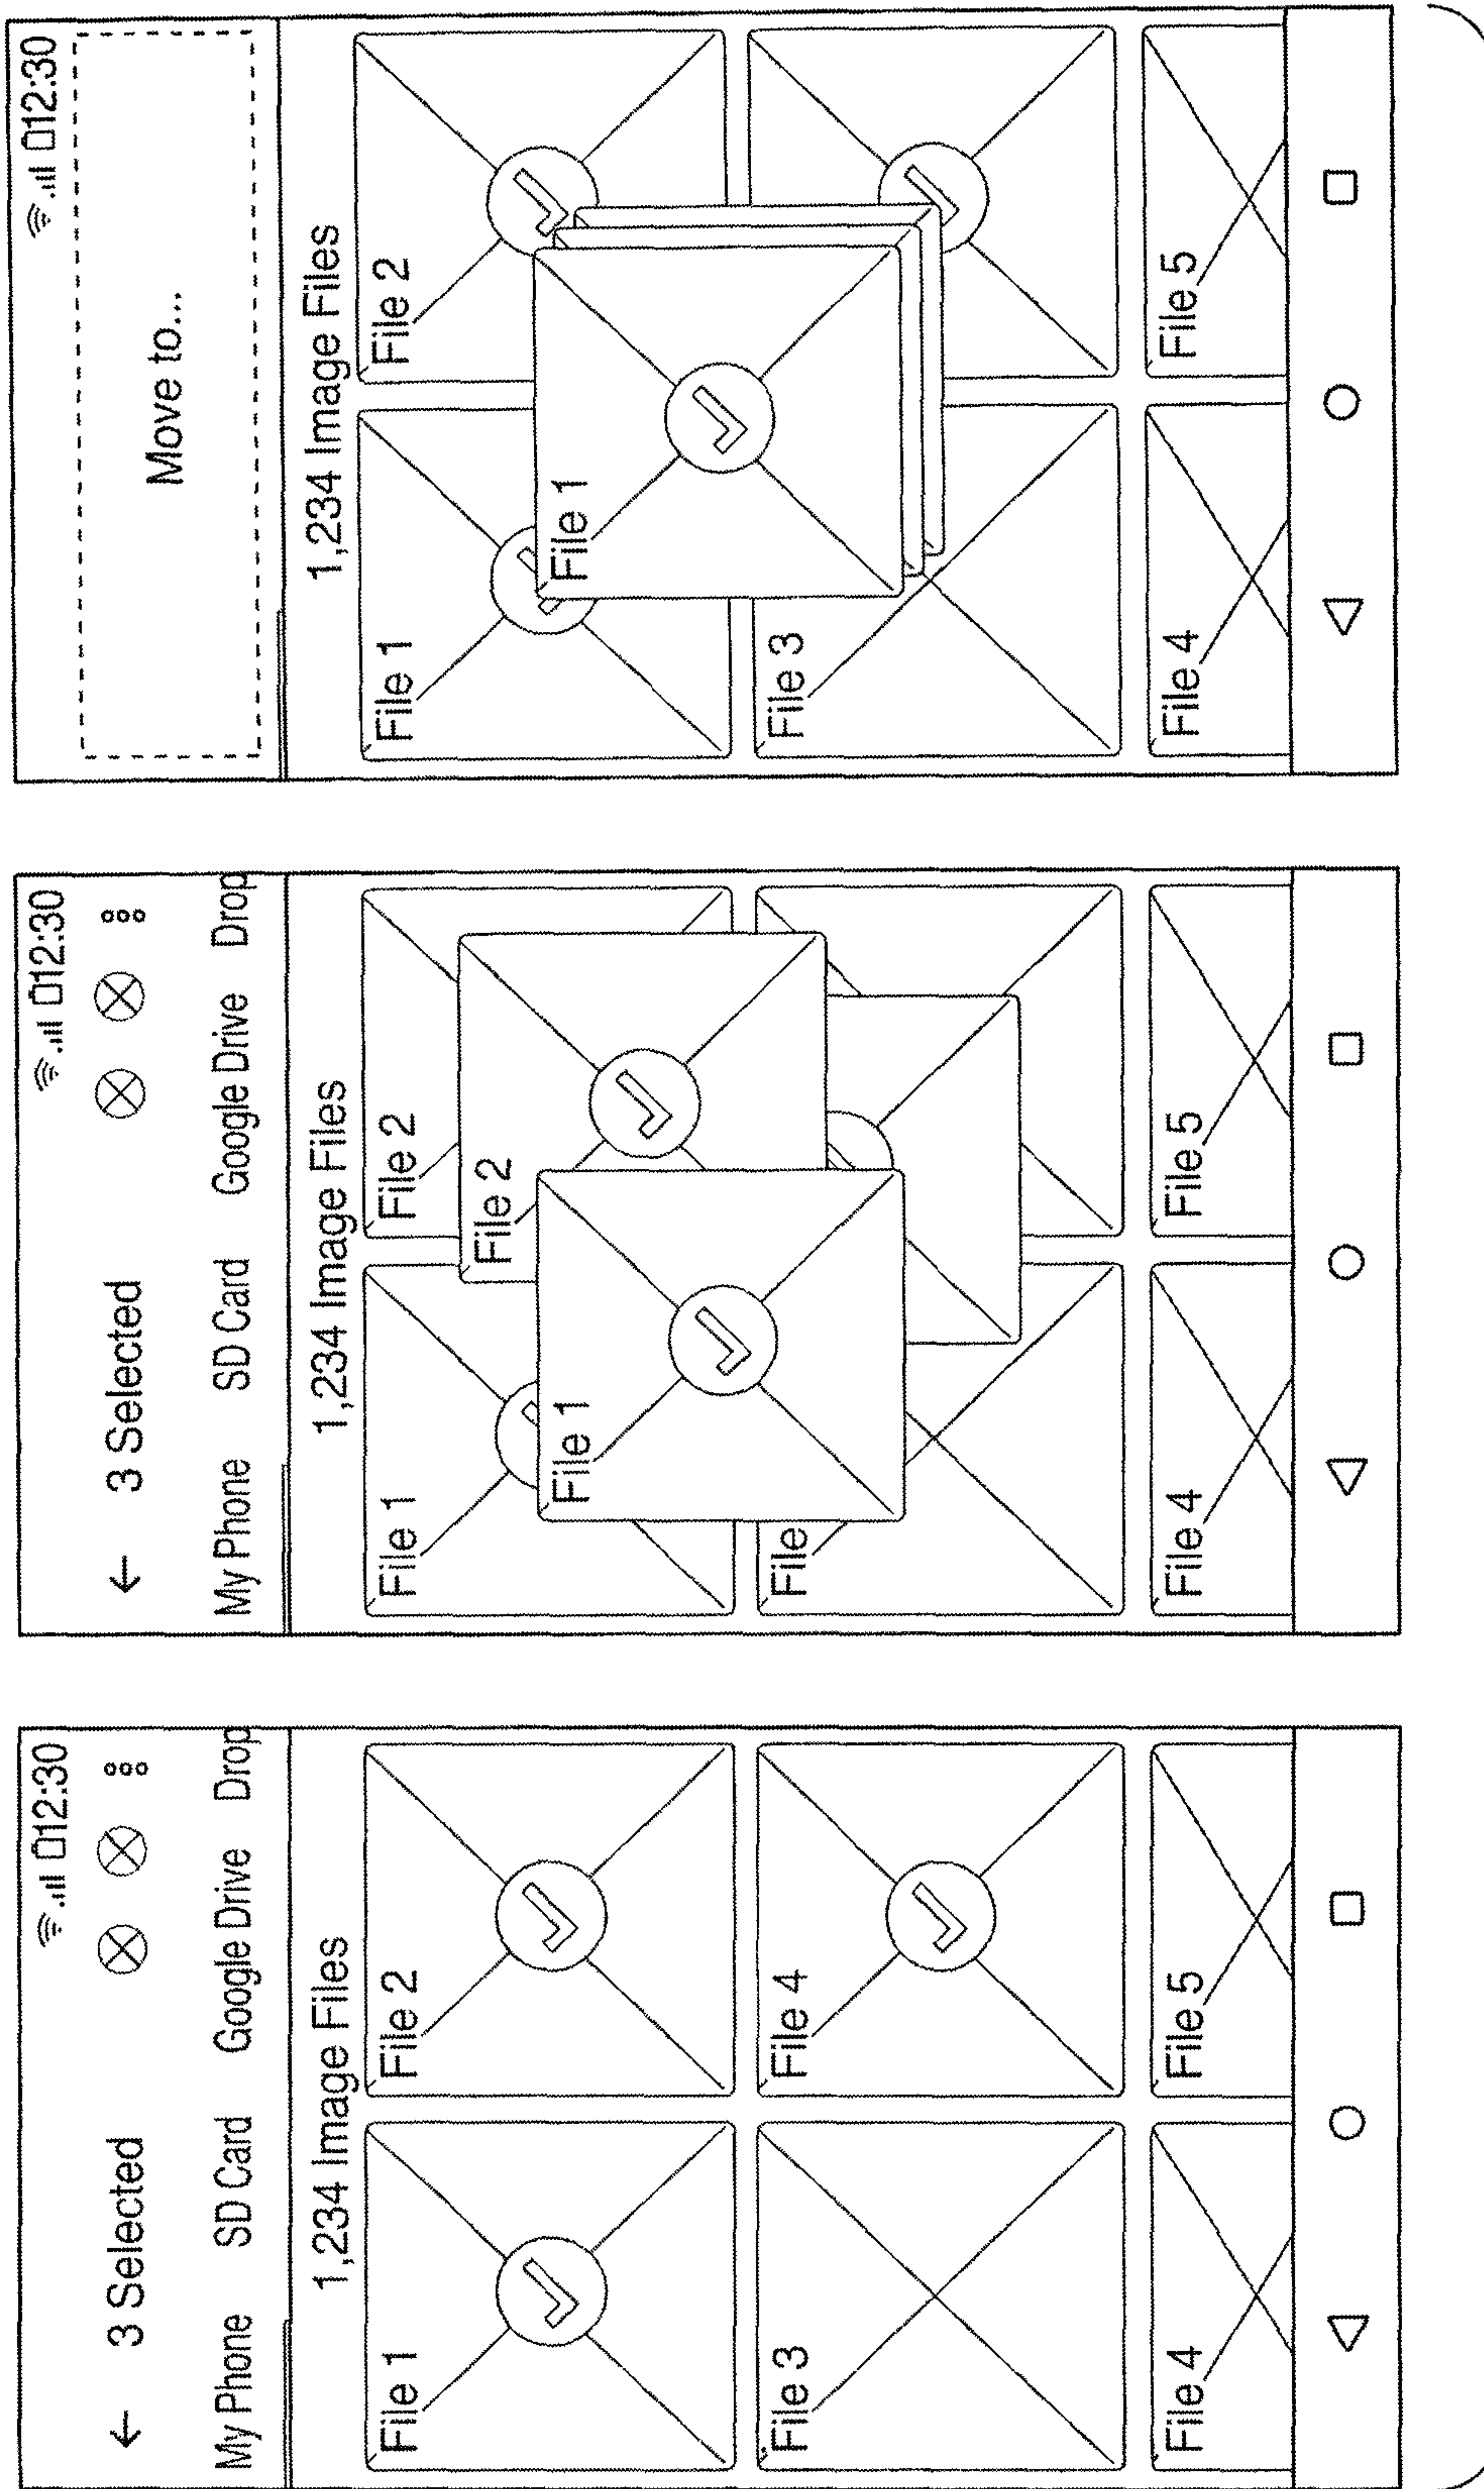 12:30
3 Selected
My Phone SD Card Google Drive Drop
1,234 Image Files
File 1 File 2
File 3 File 4
File 4 File 5
12:30
3 Selected
My Phone SD Card Google Drive Drop
1,234 Image Files
File 1 File 2
File 2
File 1
File
File 4 File 5
12:30
Move to...
1,234 Image Files
File 1 File 2
File 1
File 3
File 4 File 5